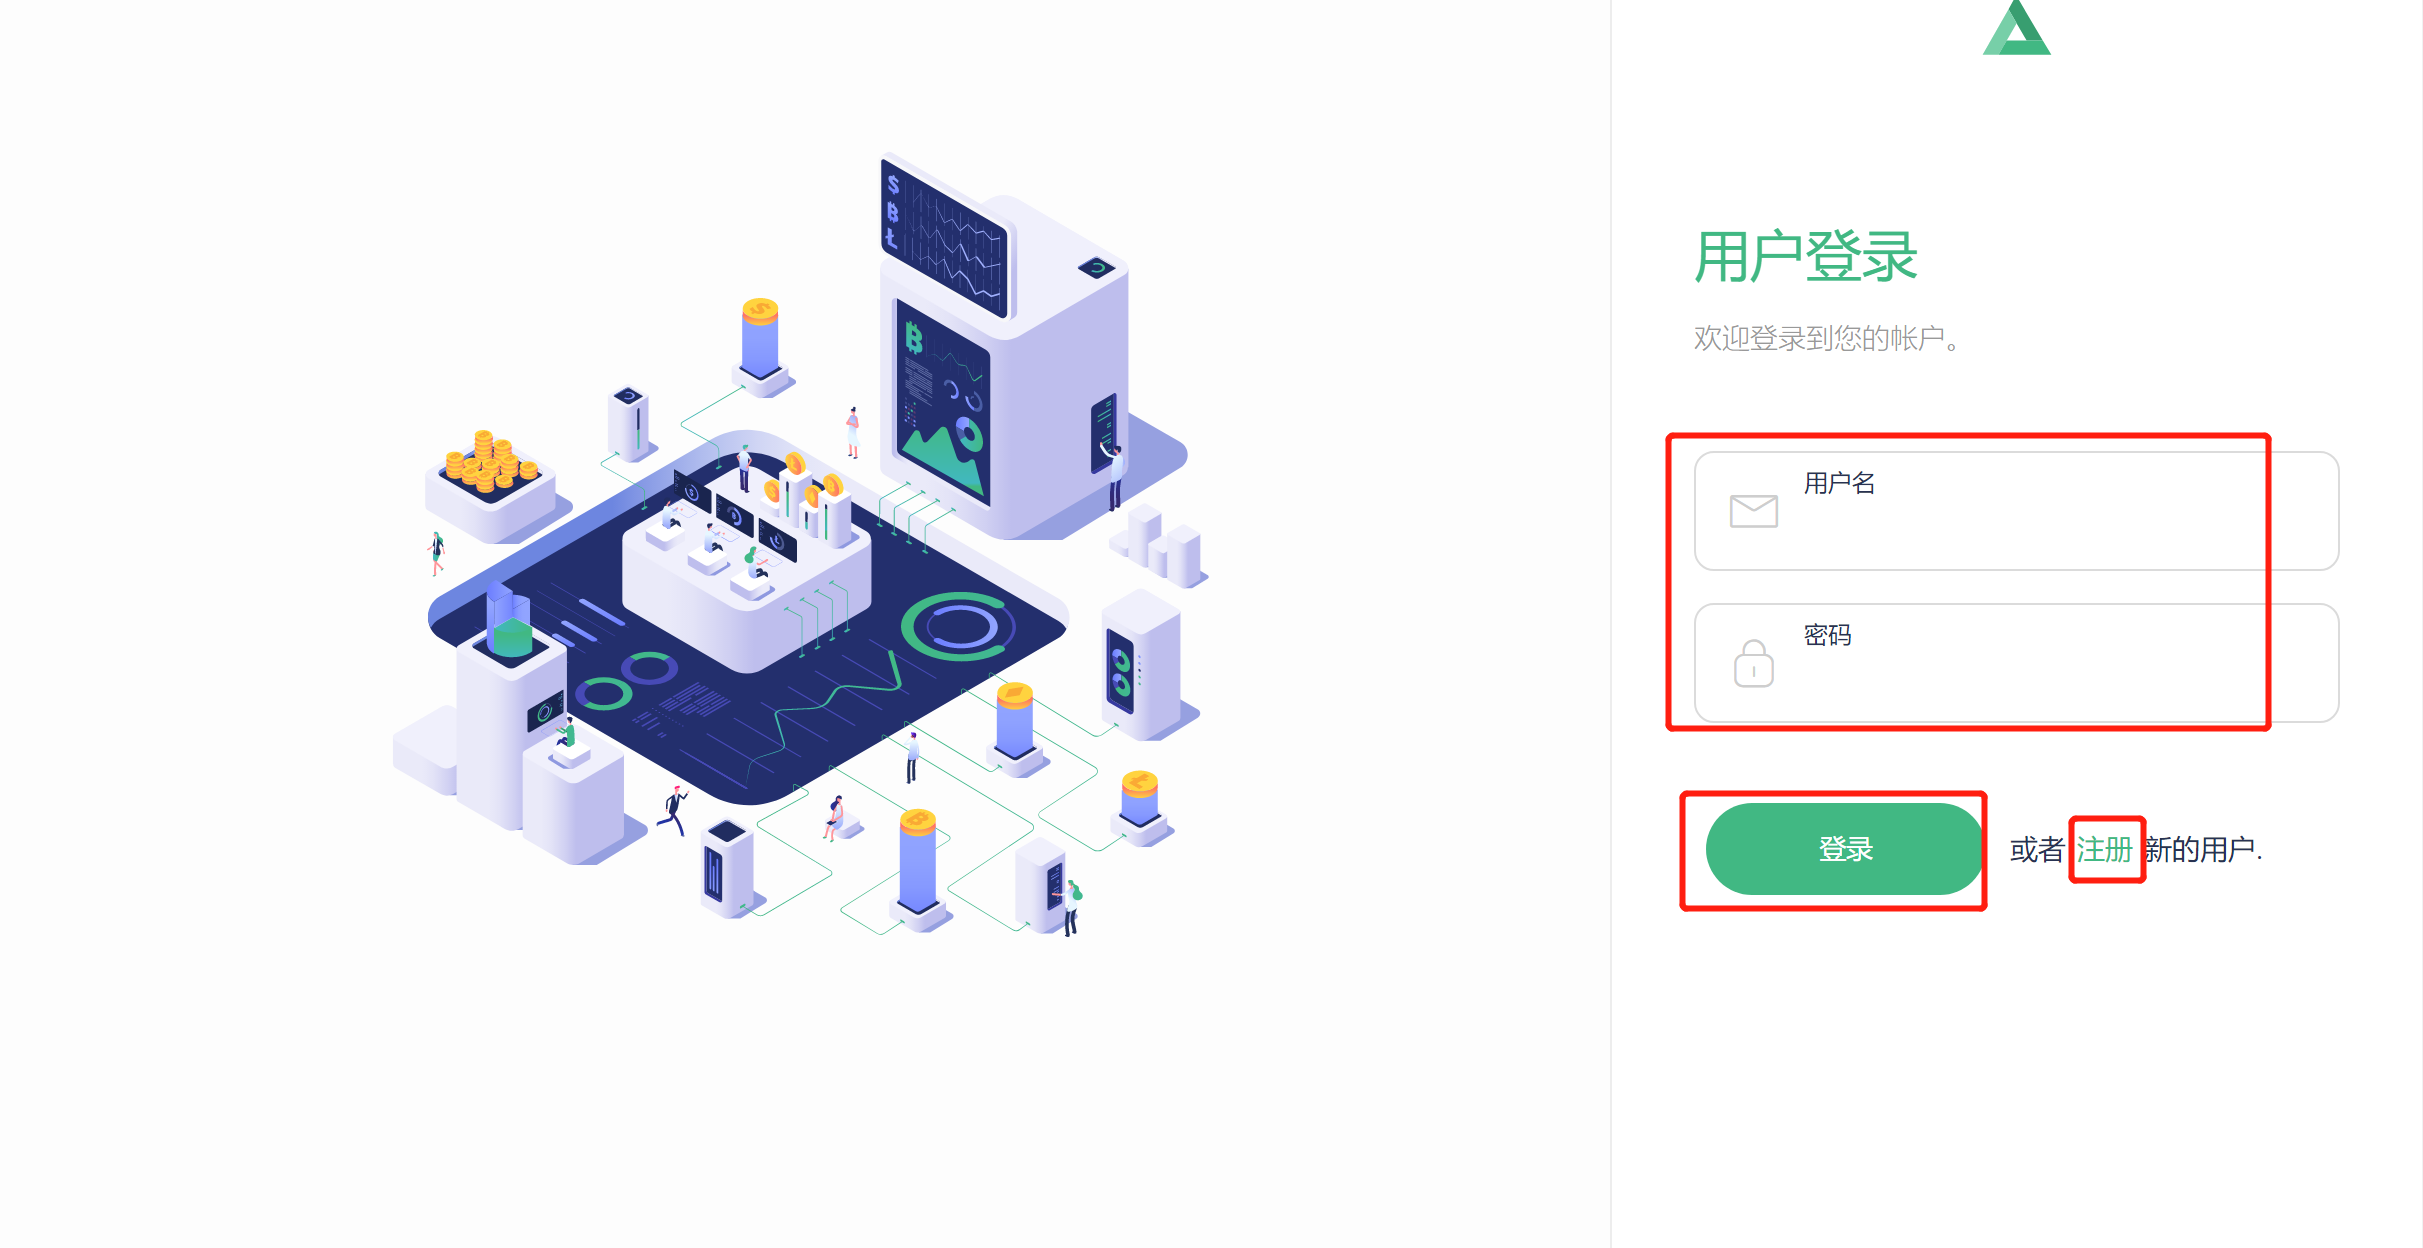 用户登录
欢迎登录到您的帐户。
用户名
密码
登录
或者 注册 新的用户.